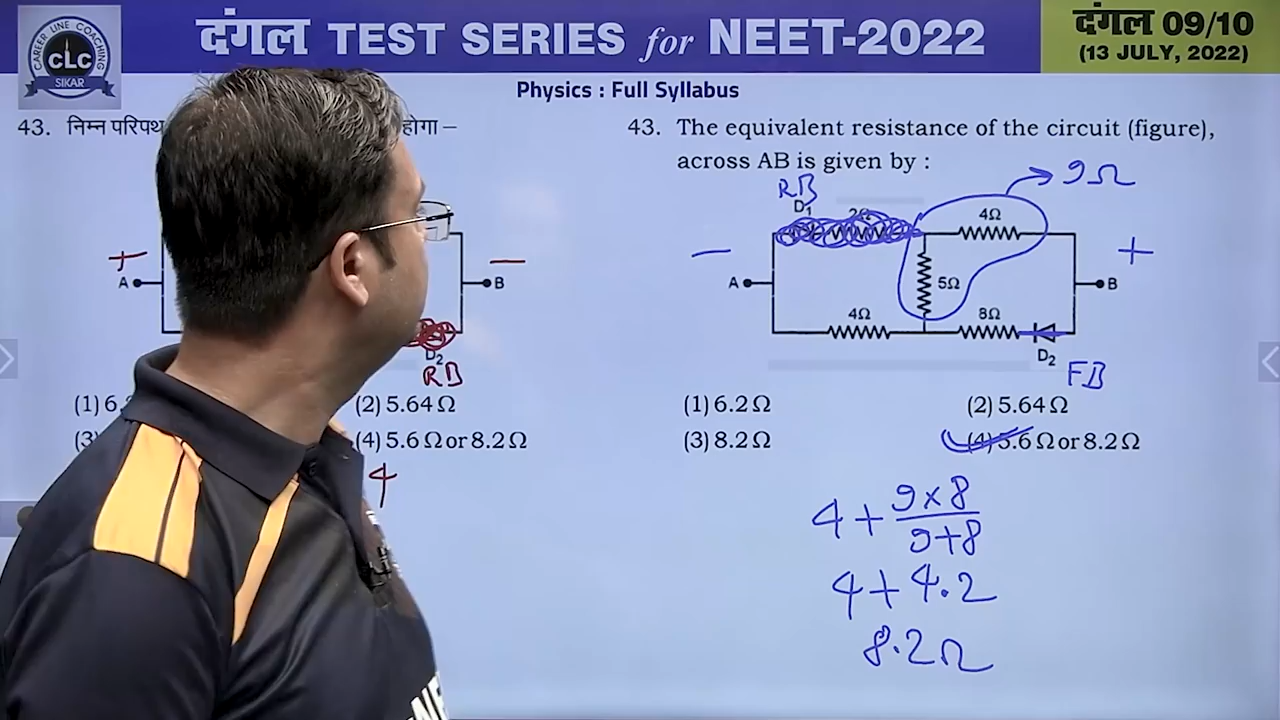 CAREER LINE COACHING
CLC
SIKAR
दंगल TEST SERIES for NEET-2022
दंगल 09/10
(13 JULY, 2022)
Physics : Full Syllabus
43. निम्न परिपथ
होगा –
+
A
B
–
D₂
RB
(1) 6.
(2) 5.64 Ω
(3)
(4) 5.6 Ω or 8.2 Ω
4
43. The equivalent resistance of the circuit (figure),
across AB is given by :
RB
D₁
2Ω
4Ω
9Ω
–
+
A
5Ω
B
4Ω
8Ω
D₂
FB
(1) 6.2 Ω
(2) 5.64 Ω
(3) 8.2 Ω
(4) 5.6 Ω or 8.2 Ω
4 + 9×8
9+8
4 + 4.2
8.2 Ω